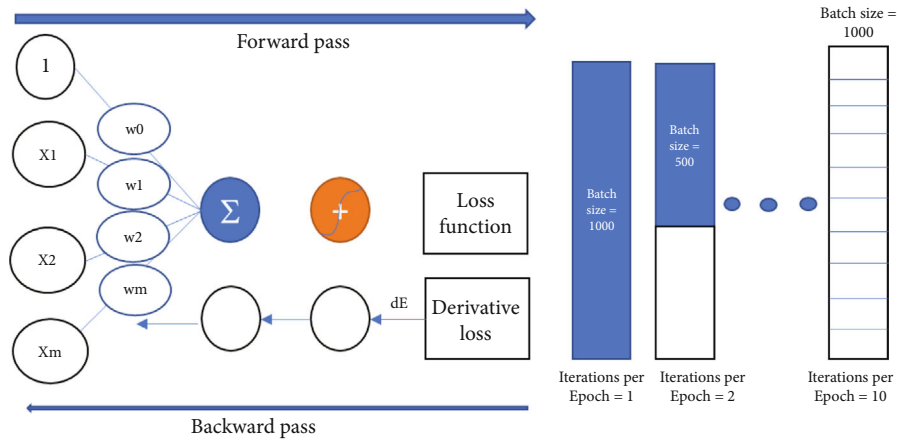 Forward pass
1
X1
X2
Xm
w0
w1
w2
wm
Σ
+
Loss
function
dE
Derivative
loss
Backward pass
Batch
size =
1000
Iterations per
Epoch = 1
Batch
size =
500
Iterations per
Epoch = 2
Batch size =
1000
Iterations per
Epoch = 10